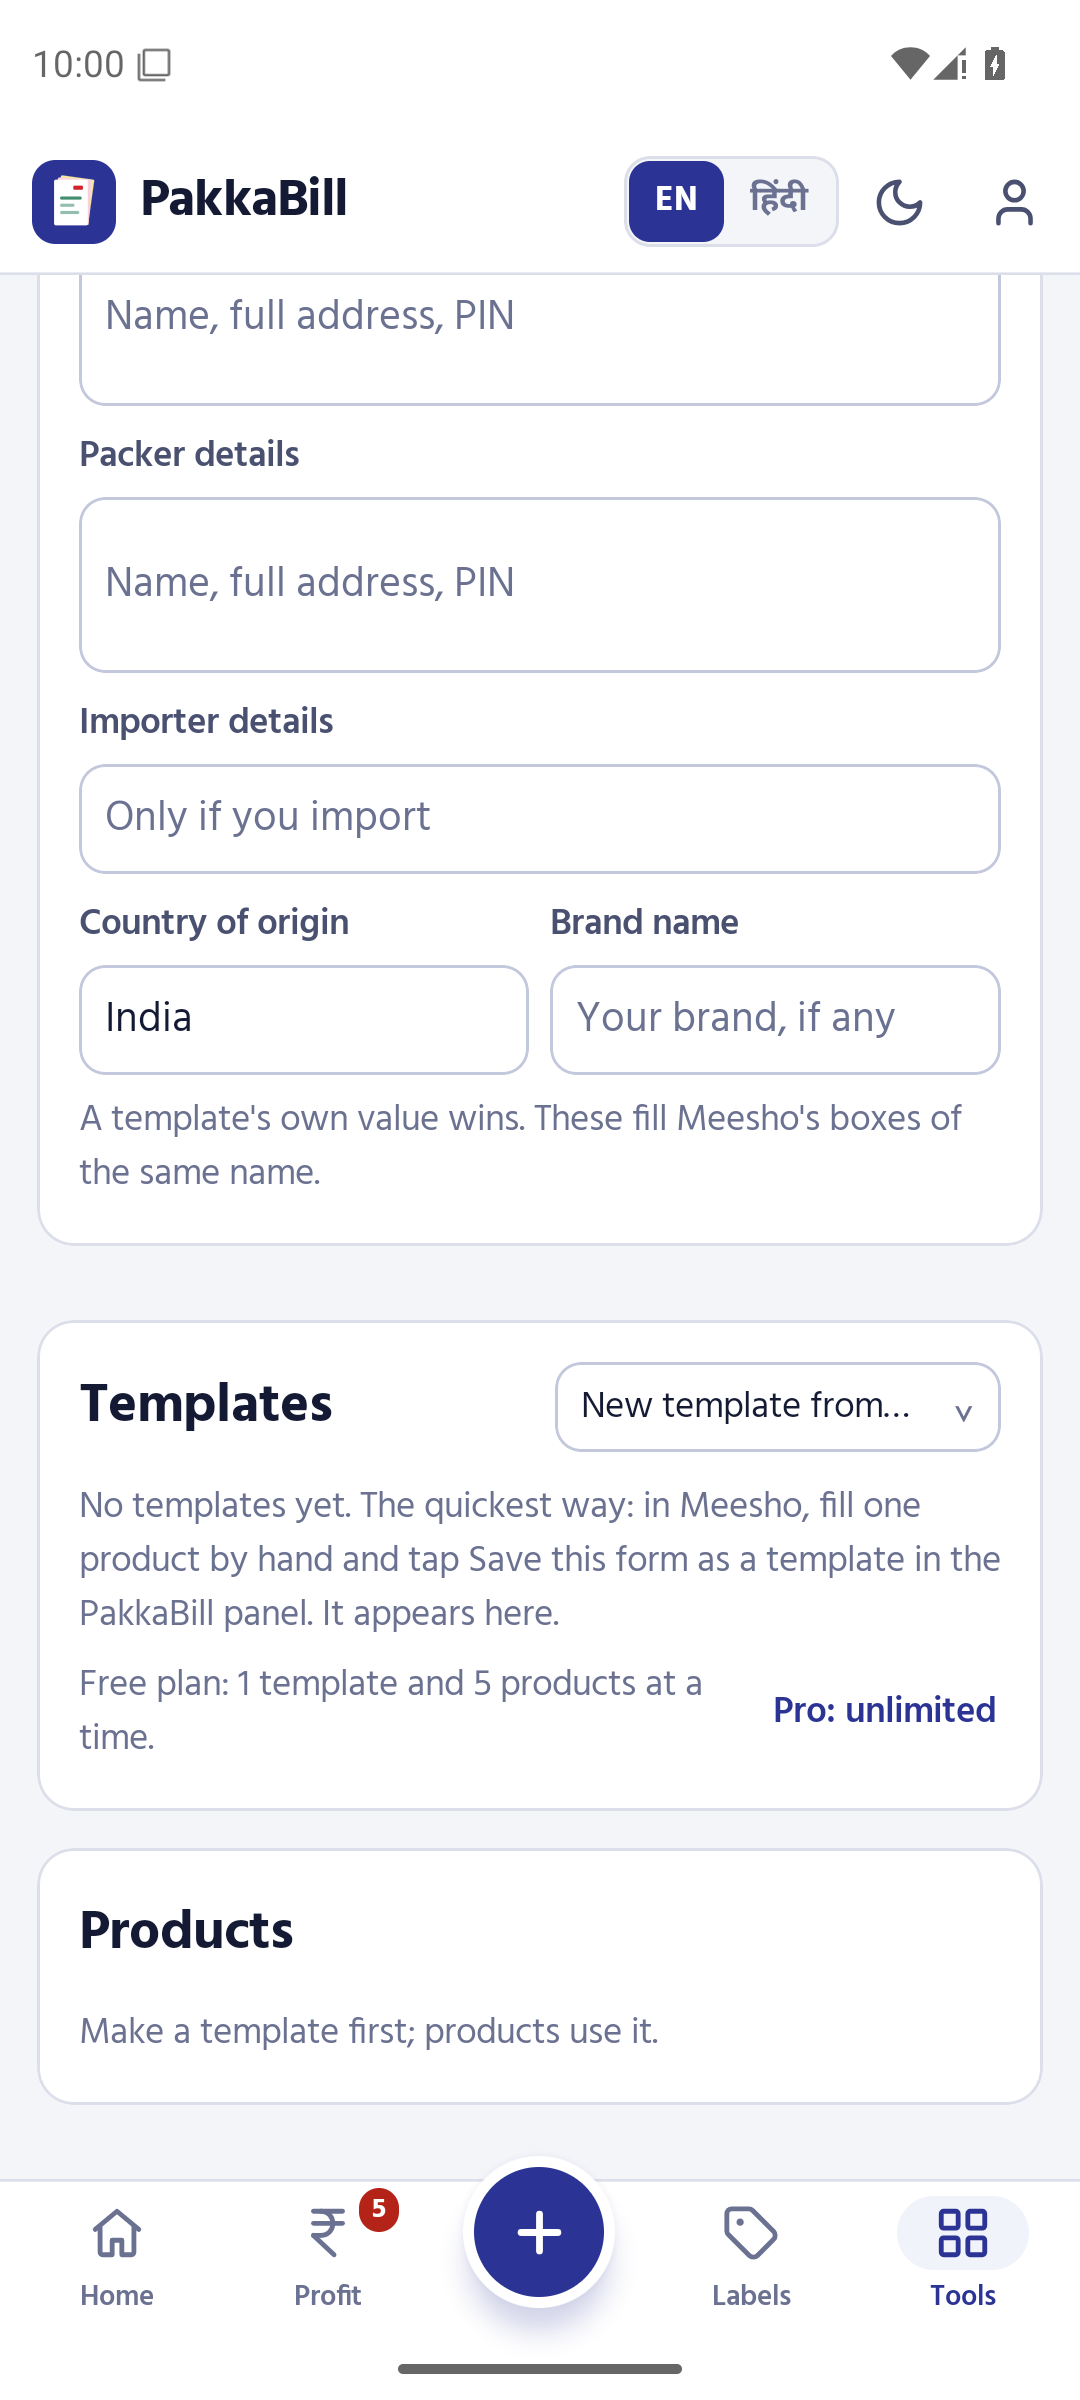 10:00
PakkaBill
EN
हिंदी
Name, full address, PIN
Packer details
Name, full address, PIN
Importer details
Only if you import
Country of origin
Brand name
India
Your brand, if any
A template's own value wins. These fill Meesho's boxes of
the same name.
Templates
New template from...
No templates yet. The quickest way: in Meesho, fill one
product by hand and tap Save this form as a template in the
PakkaBill panel. It appears here.
Free plan: 1 template and 5 products at a
time.
Pro: unlimited
Products
Make a template first; products use it.
5
Home
Profit
Labels
Tools